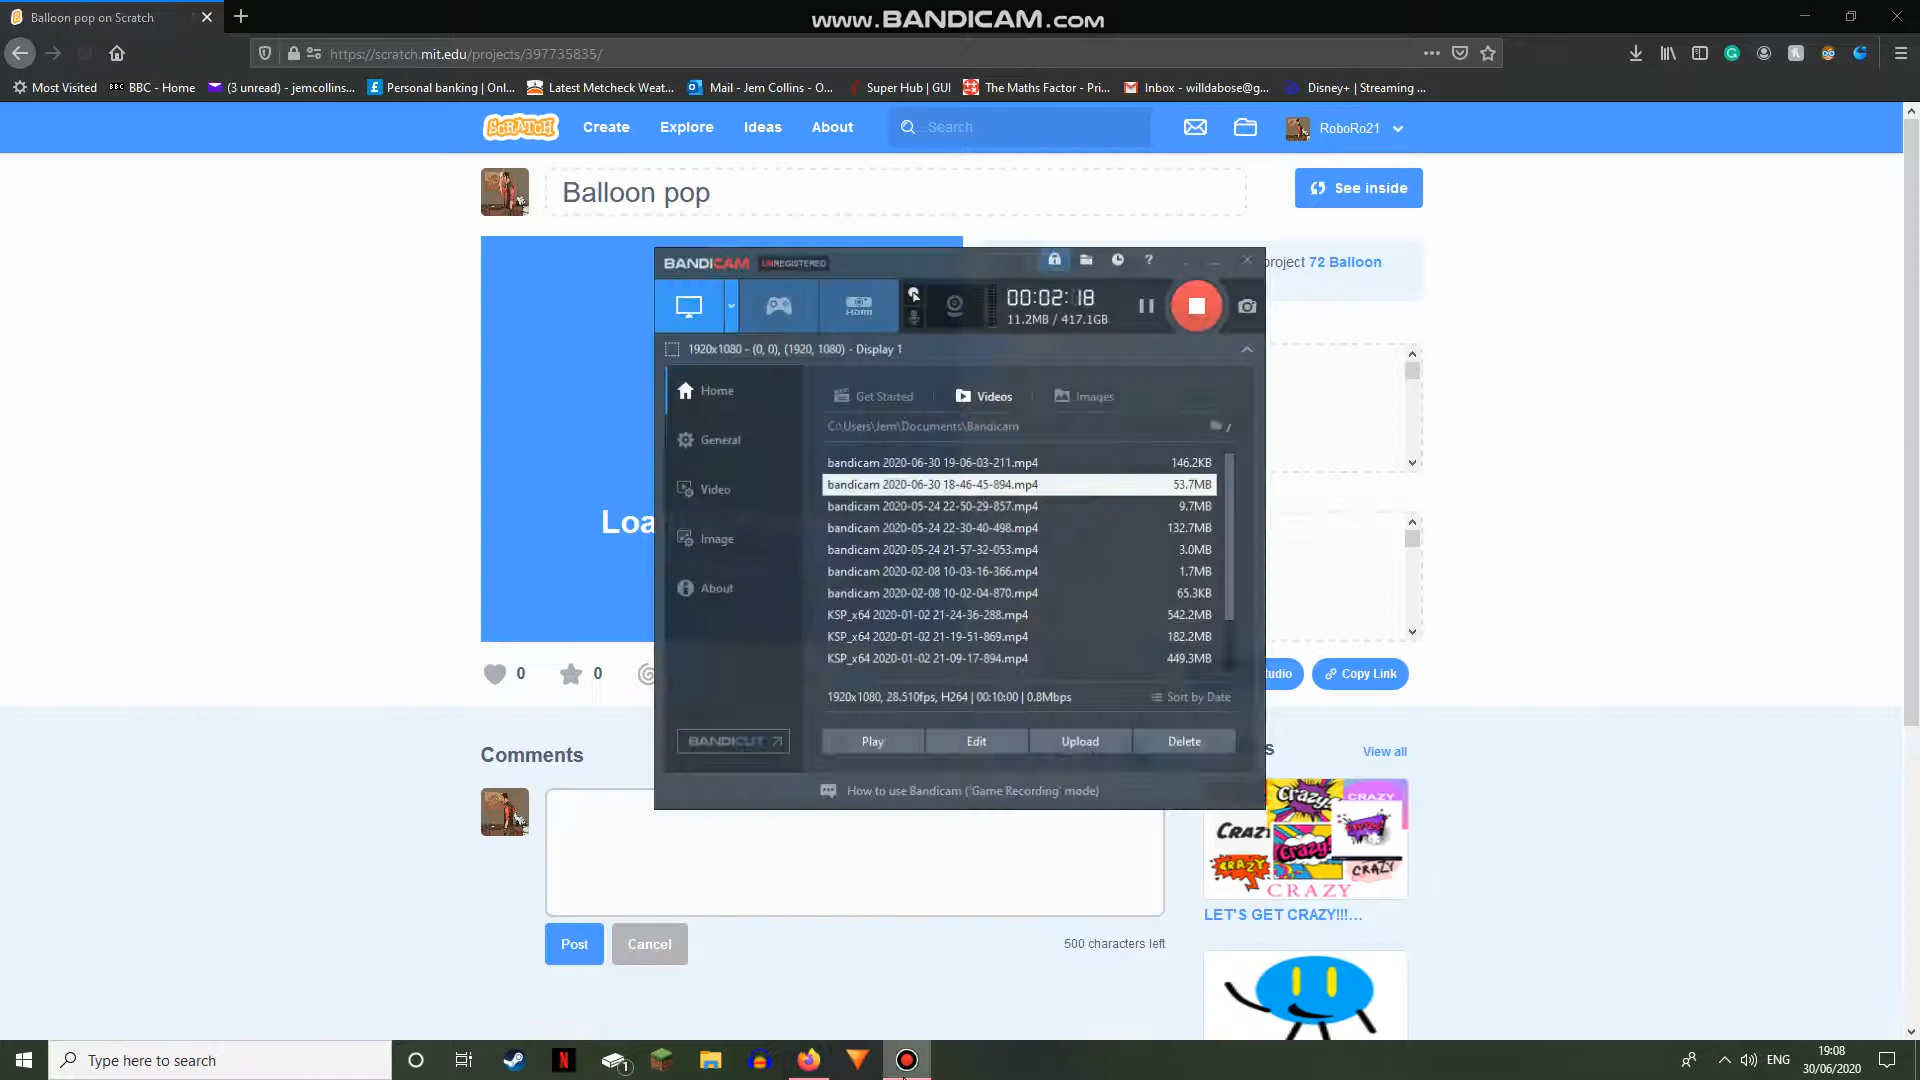 Balloon pop on Scratch
www.BANDICAM.com
https://scratch.mit.edu/projects/397735835/
Most Visited
BBC BBC - Home
(3 unread) - jemcollins...
Personal banking | Onl...
Latest Metcheck Weat...
Mail - Jem Collins - O...
Super Hub | GUI
The Maths Factor - Pri...
Inbox - willdabose@g...
Disney+ | Streaming ...
SCRATCH
Create
Explore
Ideas
About
Search
RoboRo21
Balloon pop
See inside
BANDICAM UNREGISTERED
project 72 Balloon
HDMI
00:02:18
11.2MB / 417.1GB
1920x1080 - (0, 0), (1920, 1080) - Display 1
Home
General
Video
Image
About
BANDICUT
Get Started
Videos
Images
C:\Users\Jem\Documents\Bandicam
bandicam 2020-06-30 19-06-03-211.mp4 146.2KB
bandicam 2020-06-30 18-46-45-894.mp4 53.7MB
bandicam 2020-05-24 22-50-29-857.mp4 9.7MB
bandicam 2020-05-24 22-30-40-498.mp4 132.7MB
bandicam 2020-05-24 21-57-32-053.mp4 3.0MB
bandicam 2020-02-08 10-03-16-366.mp4 1.7MB
bandicam 2020-02-08 10-02-04-870.mp4 65.3KB
KSP_x64 2020-01-02 21-24-36-288.mp4 542.2MB
KSP_x64 2020-01-02 21-19-51-869.mp4 182.2MB
KSP_x64 2020-01-02 21-09-17-894.mp4 449.3MB
1920x1080, 28.510fps, H264 | 00:10:00 | 0.8Mbps
Sort by Date
Play
Edit
Upload
Delete
How to use Bandicam ('Game Recording' mode)
Loa
0
0
tudio
Copy Link
Comments
s
View all
Crazy!
CRAZY
CRAZY
Crazy!
CRAZY
CRAZY
CRAZY
LET'S GET CRAZY!!!...
Post
Cancel
500 characters left
Type here to search
1
ENG
19:08
30/06/2020